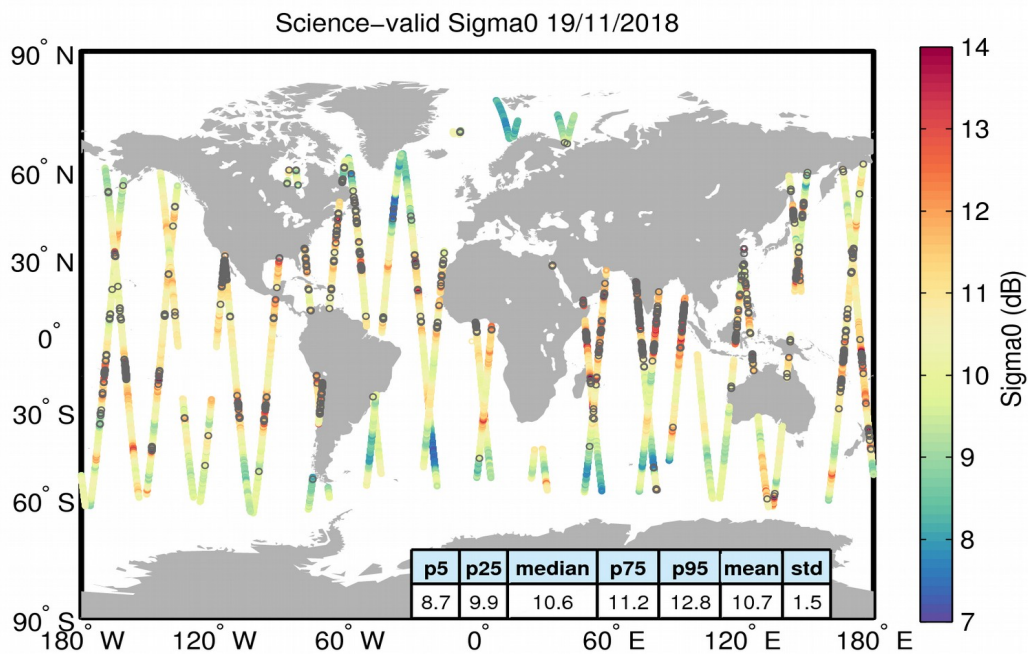 Science−valid Sigma0 19/11/2018
90° N
60° N
30° N
0°
30° S
60° S
90° S
180° W
120° W
60° W
0°
60° E
120° E
180° E
p5 p25 median p75 p95 mean std
8.7 9.9 10.6 11.2 12.8 10.7 1.5
14
13
12
11
10
9
8
7
Sigma0 (dB)